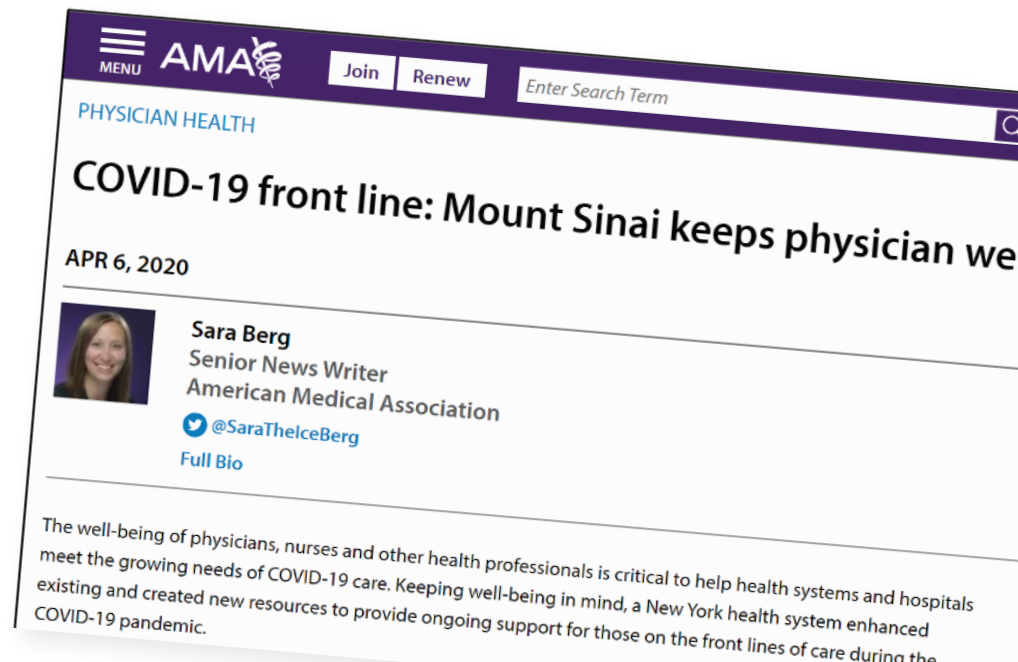 MENU
AMA
Join
Renew
Enter Search Term
PHYSICIAN HEALTH
COVID-19 front line: Mount Sinai keeps physician we
APR 6, 2020
Sara Berg
Senior News Writer
American Medical Association
@SaraTheIceBerg
Full Bio
The well-being of physicians, nurses and other health professionals is critical to help health systems and hospitals
meet the growing needs of COVID-19 care. Keeping well-being in mind, a New York health system enhanced
existing and created new resources to provide ongoing support for those on the front lines of care during the
COVID-19 pandemic.